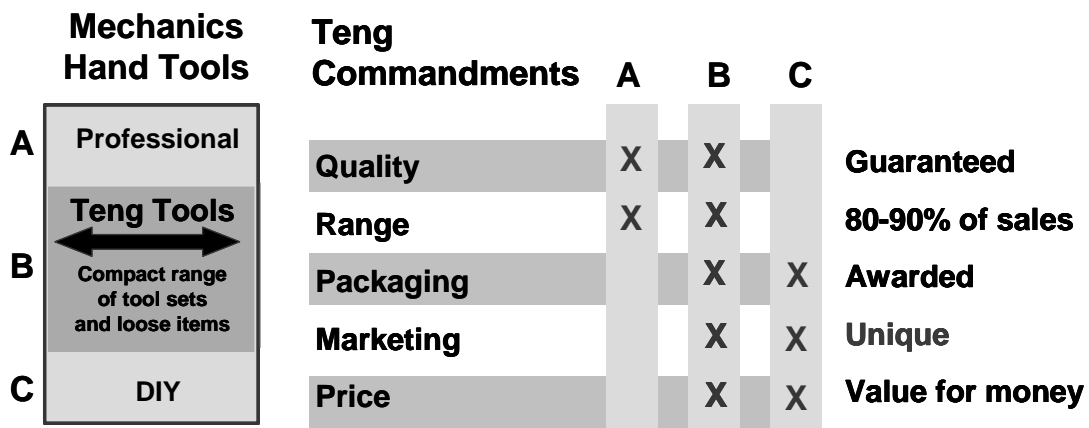 Mechanics
Hand Tools
A
Professional
Teng Tools
B
Compact range
of tool sets
and loose items
C
DIY
Teng
Commandments
A B C
Quality X X Guaranteed
Range X X 80-90% of sales
Packaging X X Awarded
Marketing X X Unique
Price X X Value for money